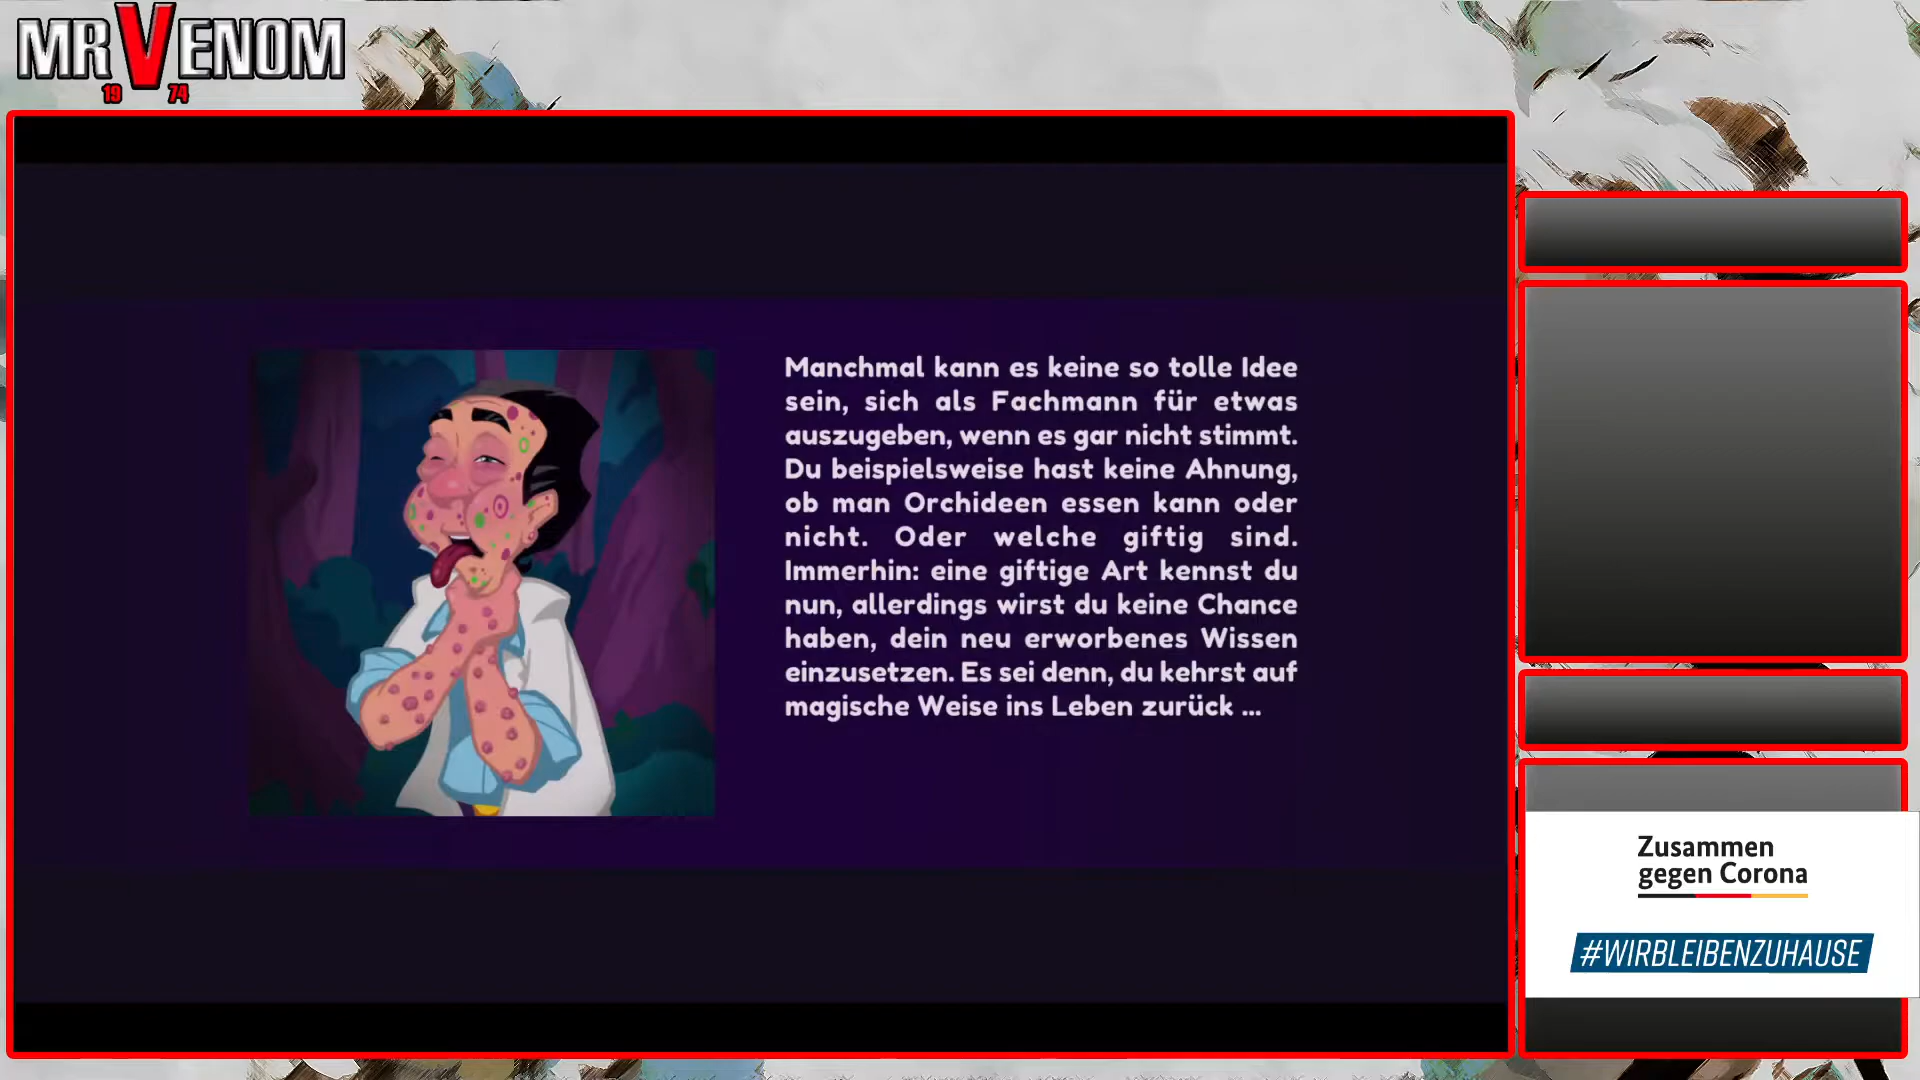 MRVENOM
19 74
Manchmal kann es keine so tolle Idee
sein, sich als Fachmann für etwas
auszugeben, wenn es gar nicht stimmt.
Du beispielsweise hast keine Ahnung,
ob man Orchideen essen kann oder
nicht. Oder welche giftig sind.
Immerhin: eine giftige Art kennst du
nun, allerdings wirst du keine Chance
haben, dein neu erworbenes Wissen
einzusetzen. Es sei denn, du kehrst auf
magische Weise ins Leben zurück ...
Zusammen
gegen Corona
#WIRBLEIBENZUHAUSE